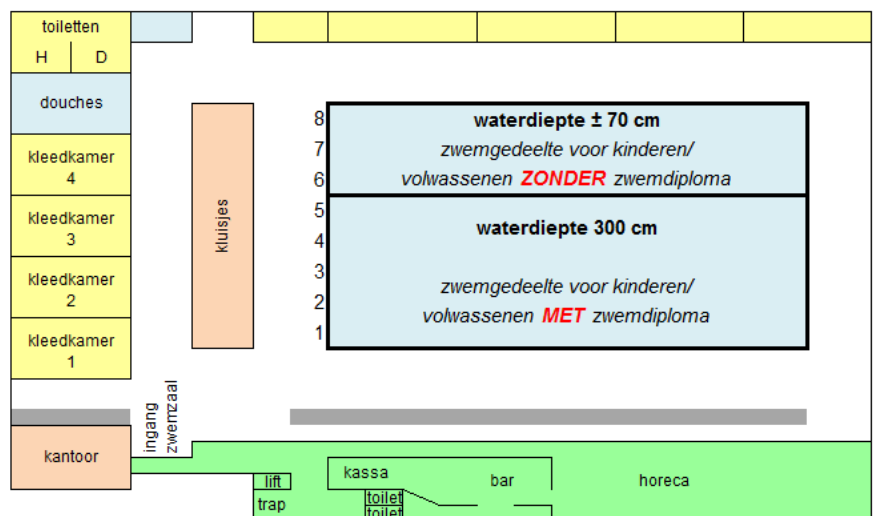 toiletten
H D
douches
kleedkamer
4
kleedkamer
3
kleedkamer
2
kleedkamer
1
kluisjes
8
7
6
5
4
3
2
1
waterdiepte ± 70 cm
zwemgedeelte voor kinderen/
volwassenen ZONDER zwemdiploma
waterdiepte 300 cm
zwemgedeelte voor kinderen/
volwassenen MET zwemdiploma
ingang
zwemzaal
kantoor
lift
trap
kassa
toilet
toilet
bar
horeca